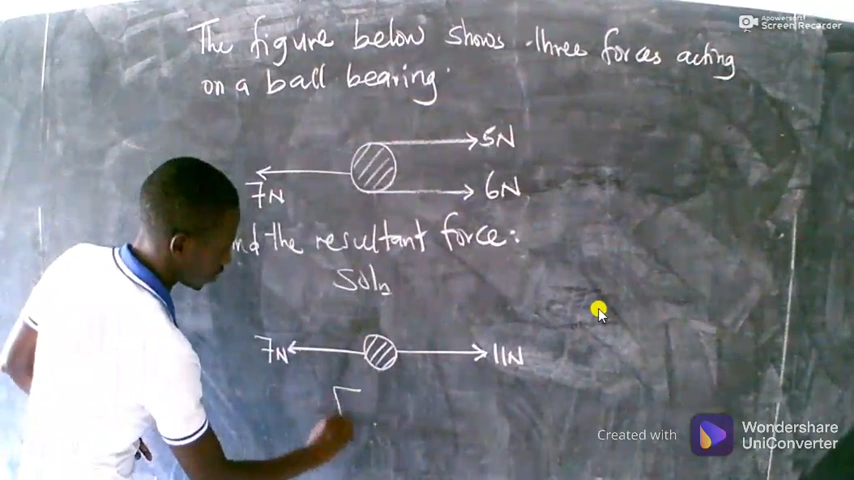 Apowersoft
Screen Recorder
The figure below shows three forces acting
on a ball bearing.
5N
7N
6N
the resultant force:
Soln
7N
11N
Created with
Wondershare
UniConverter